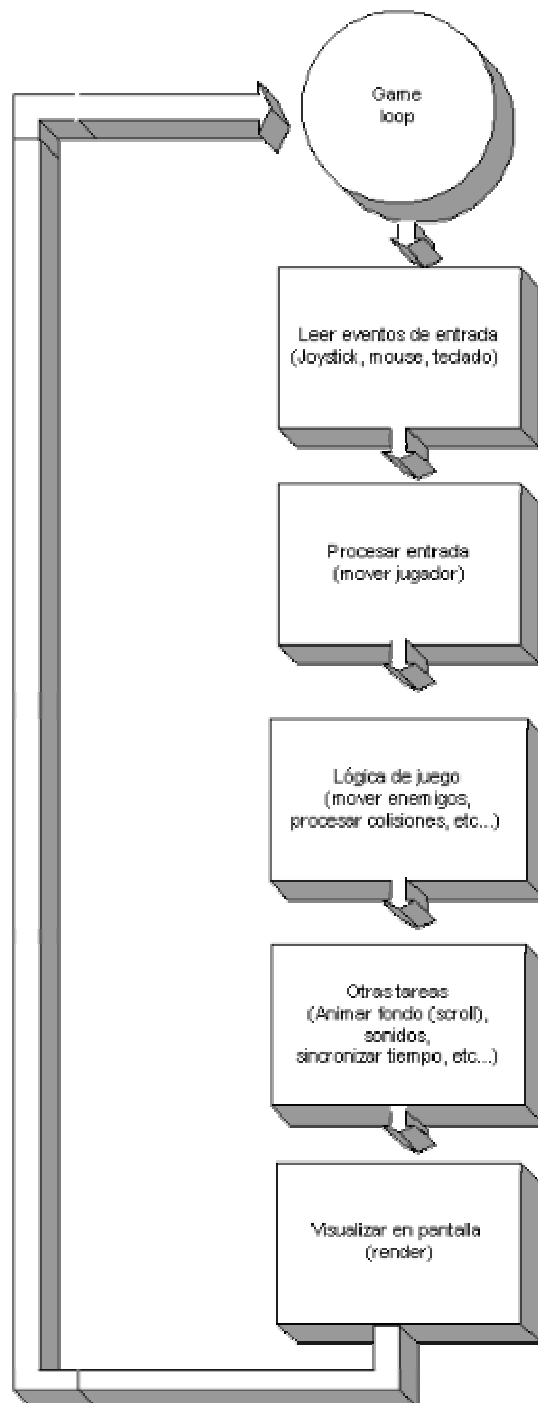 Game
loop
Leer eventos de entrada
(Joystick, mouse, teclado)
Procesar entrada
(mover jugador)
Lógica de juego
(mover enemigos,
procesar colisiones, etc...)
Otras tareas
(Animar fondo (scroll),
sonidos,
sincronizar tiempo, etc...)
Visualizar en pantalla
(render)